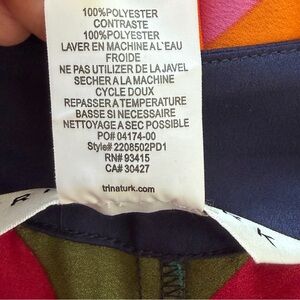 100%POLYESTER
CONTRASTE
100%POLYESTER
LAVER EN MACHINE AL`EAU
FROIDE
NE PAS UTILIZER DE LA JAVEL
SECHER A LA MACHINE
CYCLE DOUX
REPASSER A TEMPERATURE
BASSE SI NECESSAIRE
NETTOYAGE A SEC POSSIBLE
PO# 04174-00
Style# 2208502PD1
RN# 93415
CA# 30427
trinaturk.com